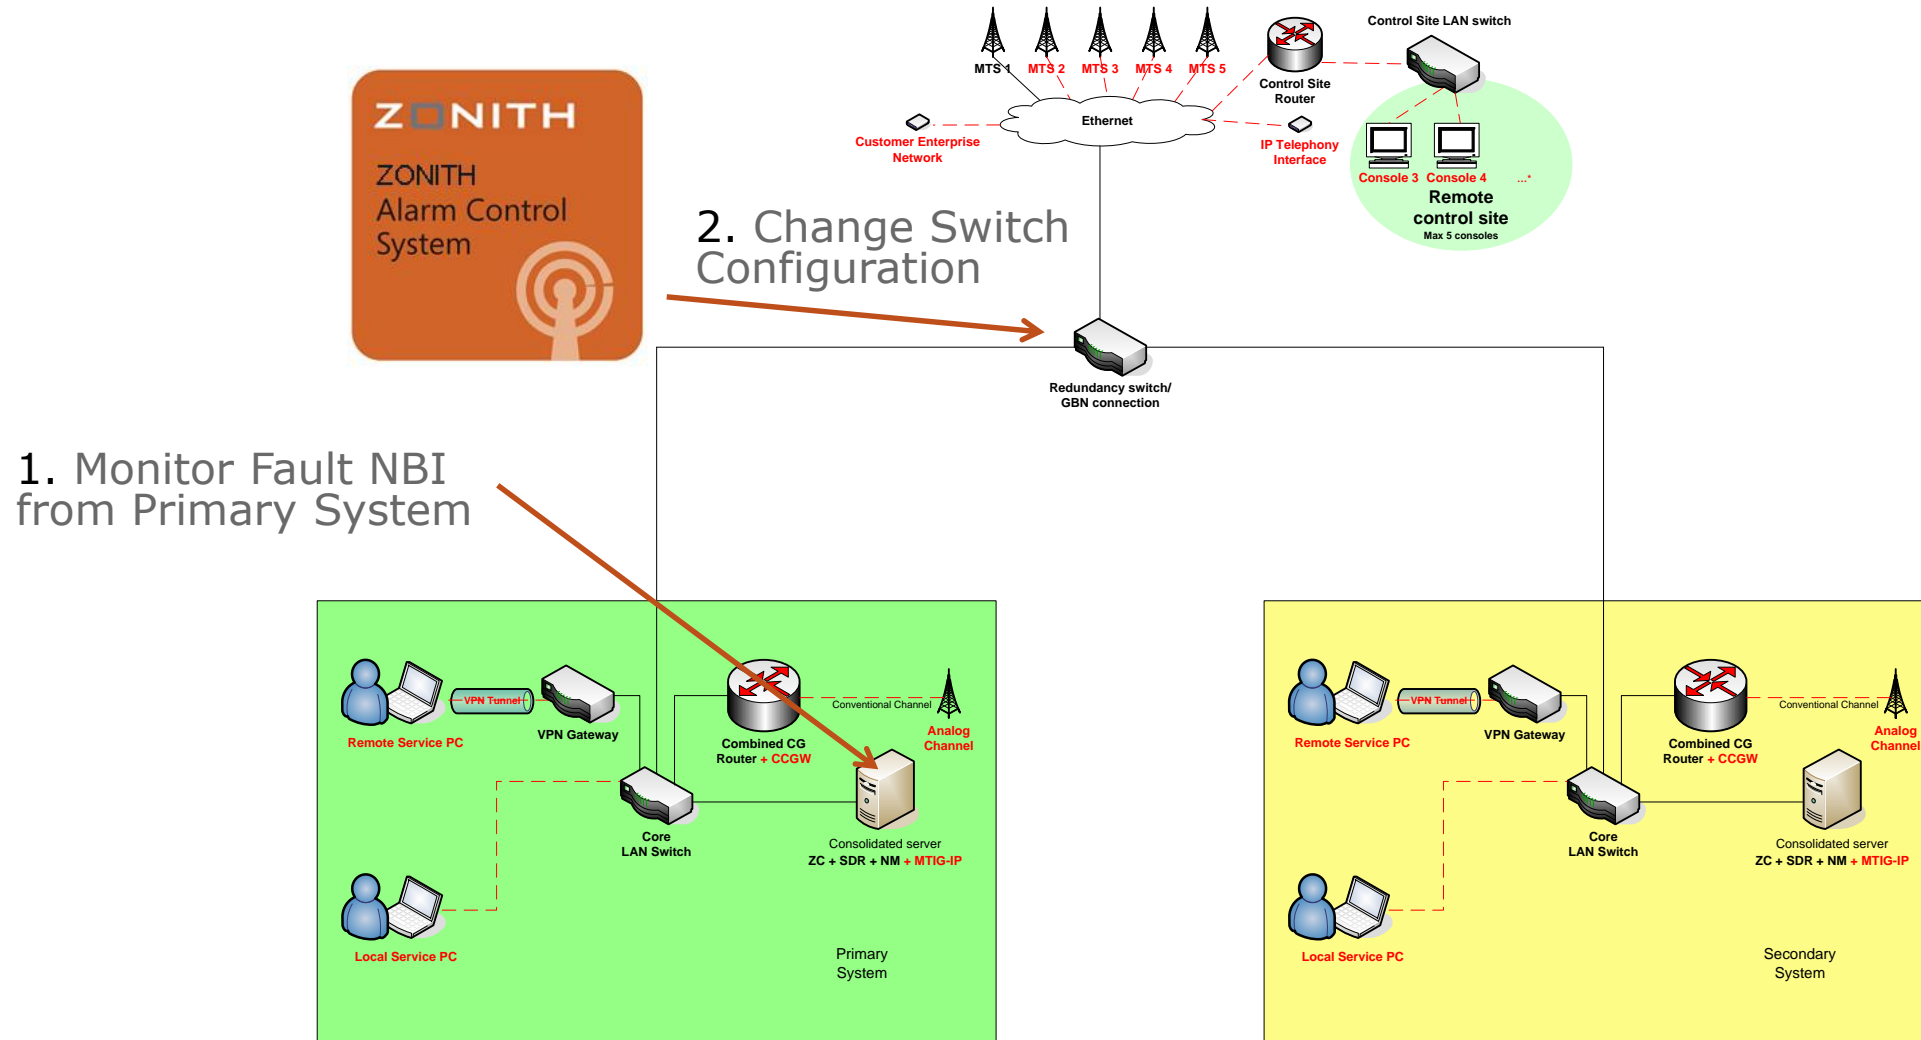 MTS 1
MTS 2
MTS 3
MTS 4
MTS 5
Control Site LAN switch
Control Site
Router
Ethernet
Customer Enterprise
Network
IP Telephony
Interface
Console 3
Console 4
...*
Remote
control site
Max 5 consoles
ZONITH
ZONITH
Alarm Control
System
2. Change Switch
Configuration
Redundancy switch/
GBN connection
1. Monitor Fault NBI
from Primary System
VPN Tunnel
Remote Service PC
VPN Gateway
Conventional Channel
Analog
Channel
Combined CG
Router + CCGW
Core
LAN Switch
Consolidated server
ZC + SDR + NM + MTIG-IP
Local Service PC
Primary
System
VPN Tunnel
Remote Service PC
VPN Gateway
Conventional Channel
Analog
Channel
Combined CG
Router + CCGW
Core
LAN Switch
Consolidated server
ZC + SDR + NM + MTIG-IP
Local Service PC
Secondary
System